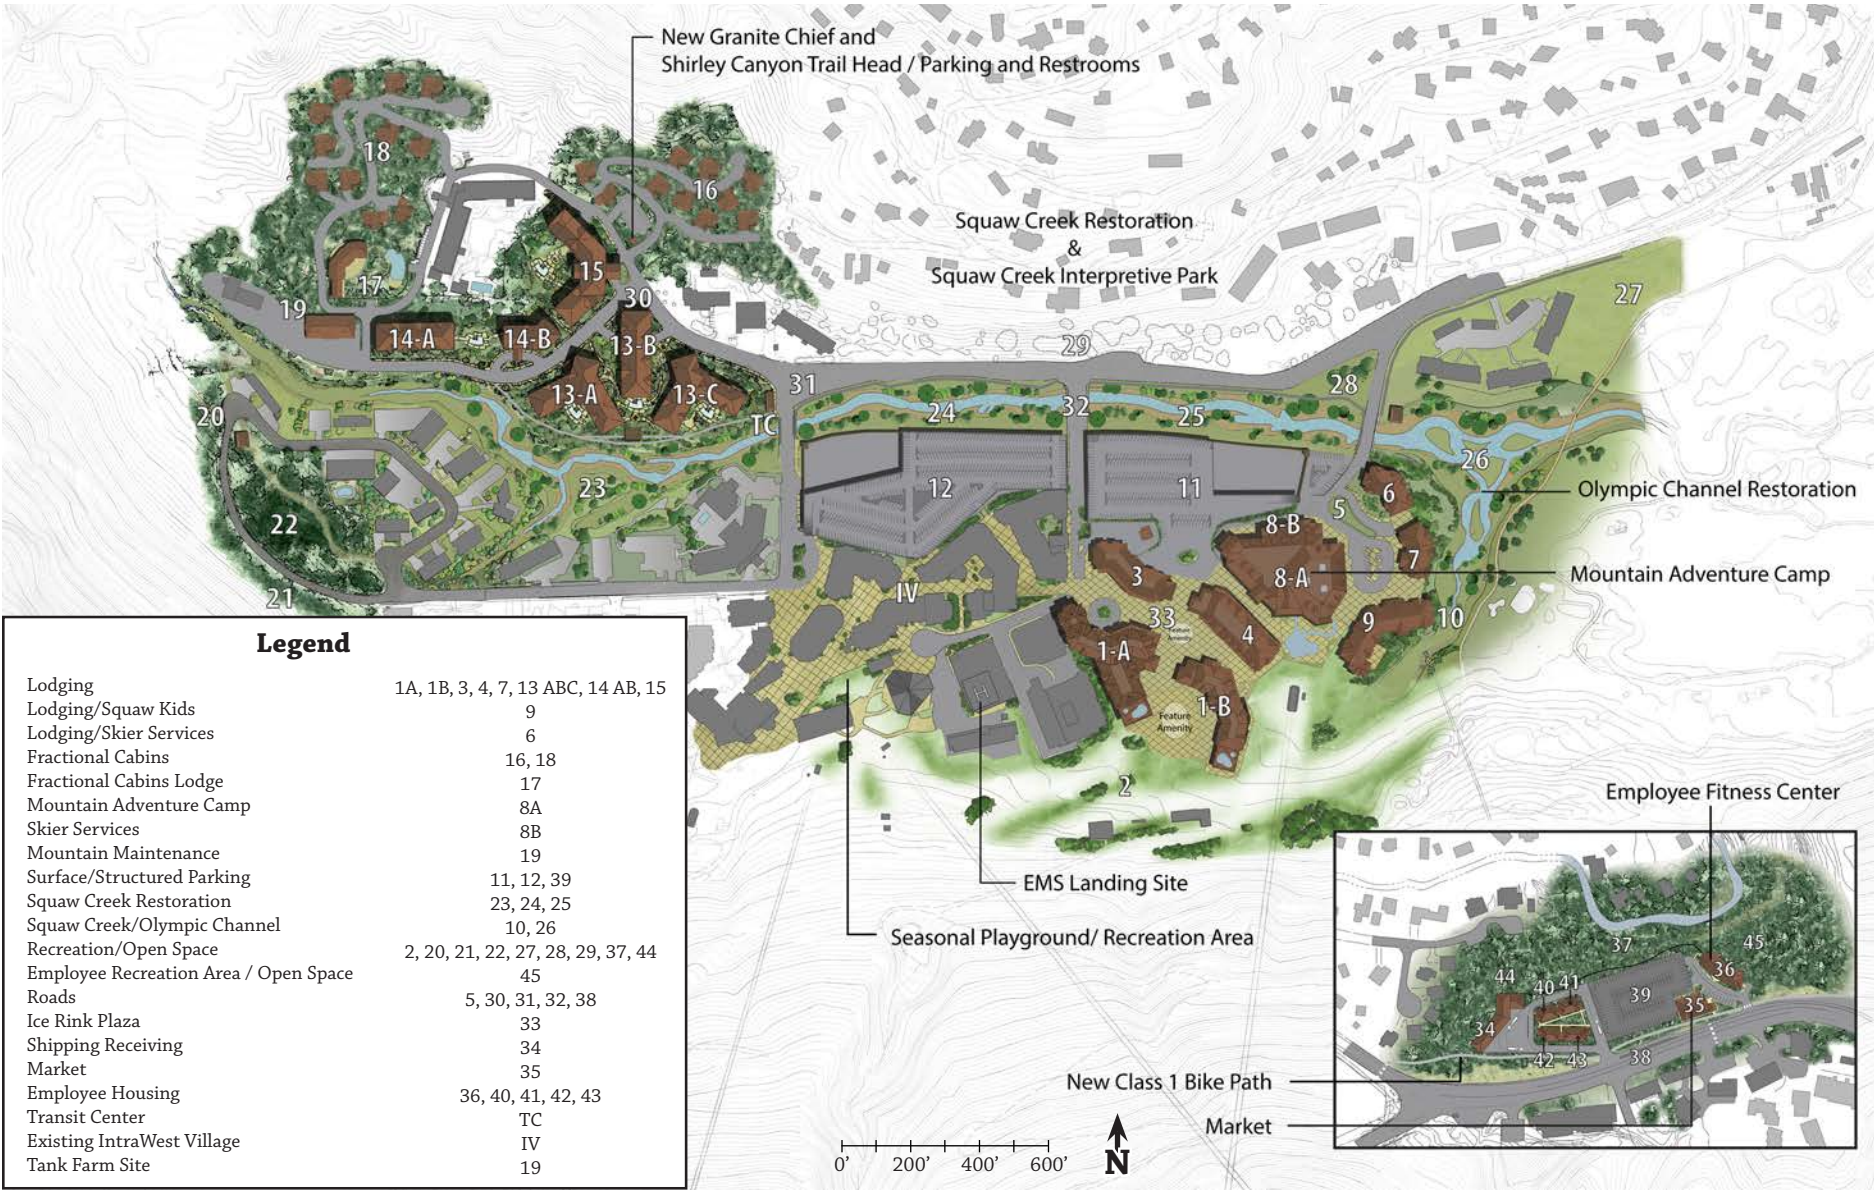 New Granite Chief and
Shirley Canyon Trail Head / Parking and Restrooms
18
16
Squaw Creek Restoration
&
Squaw Creek Interpretive Park
15
17
30
27
19
14-A
14-B
13-B
29
13-A
13-C
31
28
20
TC
24
32
25
26
23
12
11
6
Olympic Channel Restoration
5
22
8-B
7
3
8-A
Mountain Adventure Camp
21
IV
33
10
9
Feature
Amenity
4
1-A
H
1-B
Feature
Amenity
2
Legend
Lodging 1A, 1B, 3, 4, 7, 13 ABC, 14 AB, 15
Lodging/Squaw Kids 9
Lodging/Skier Services 6
Fractional Cabins 16, 18
Fractional Cabins Lodge 17
Mountain Adventure Camp 8A
Skier Services 8B
Mountain Maintenance 19
Surface/Structured Parking 11, 12, 39
Squaw Creek Restoration 23, 24, 25
Squaw Creek/Olympic Channel 10, 26
Recreation/Open Space 2, 20, 21, 22, 27, 28, 29, 37, 44
Employee Recreation Area / Open Space 45
Roads 5, 30, 31, 32, 38
Ice Rink Plaza 33
Shipping Receiving 34
Market 35
Employee Housing 36, 40, 41, 42, 43
Transit Center TC
Existing IntraWest Village IV
Tank Farm Site 19
EMS Landing Site
Seasonal Playground/ Recreation Area
Employee Fitness Center
37
45
44
36
40
41
39
35
34
42
43
38
New Class 1 Bike Path
Market
0' 200' 400' 600'
N